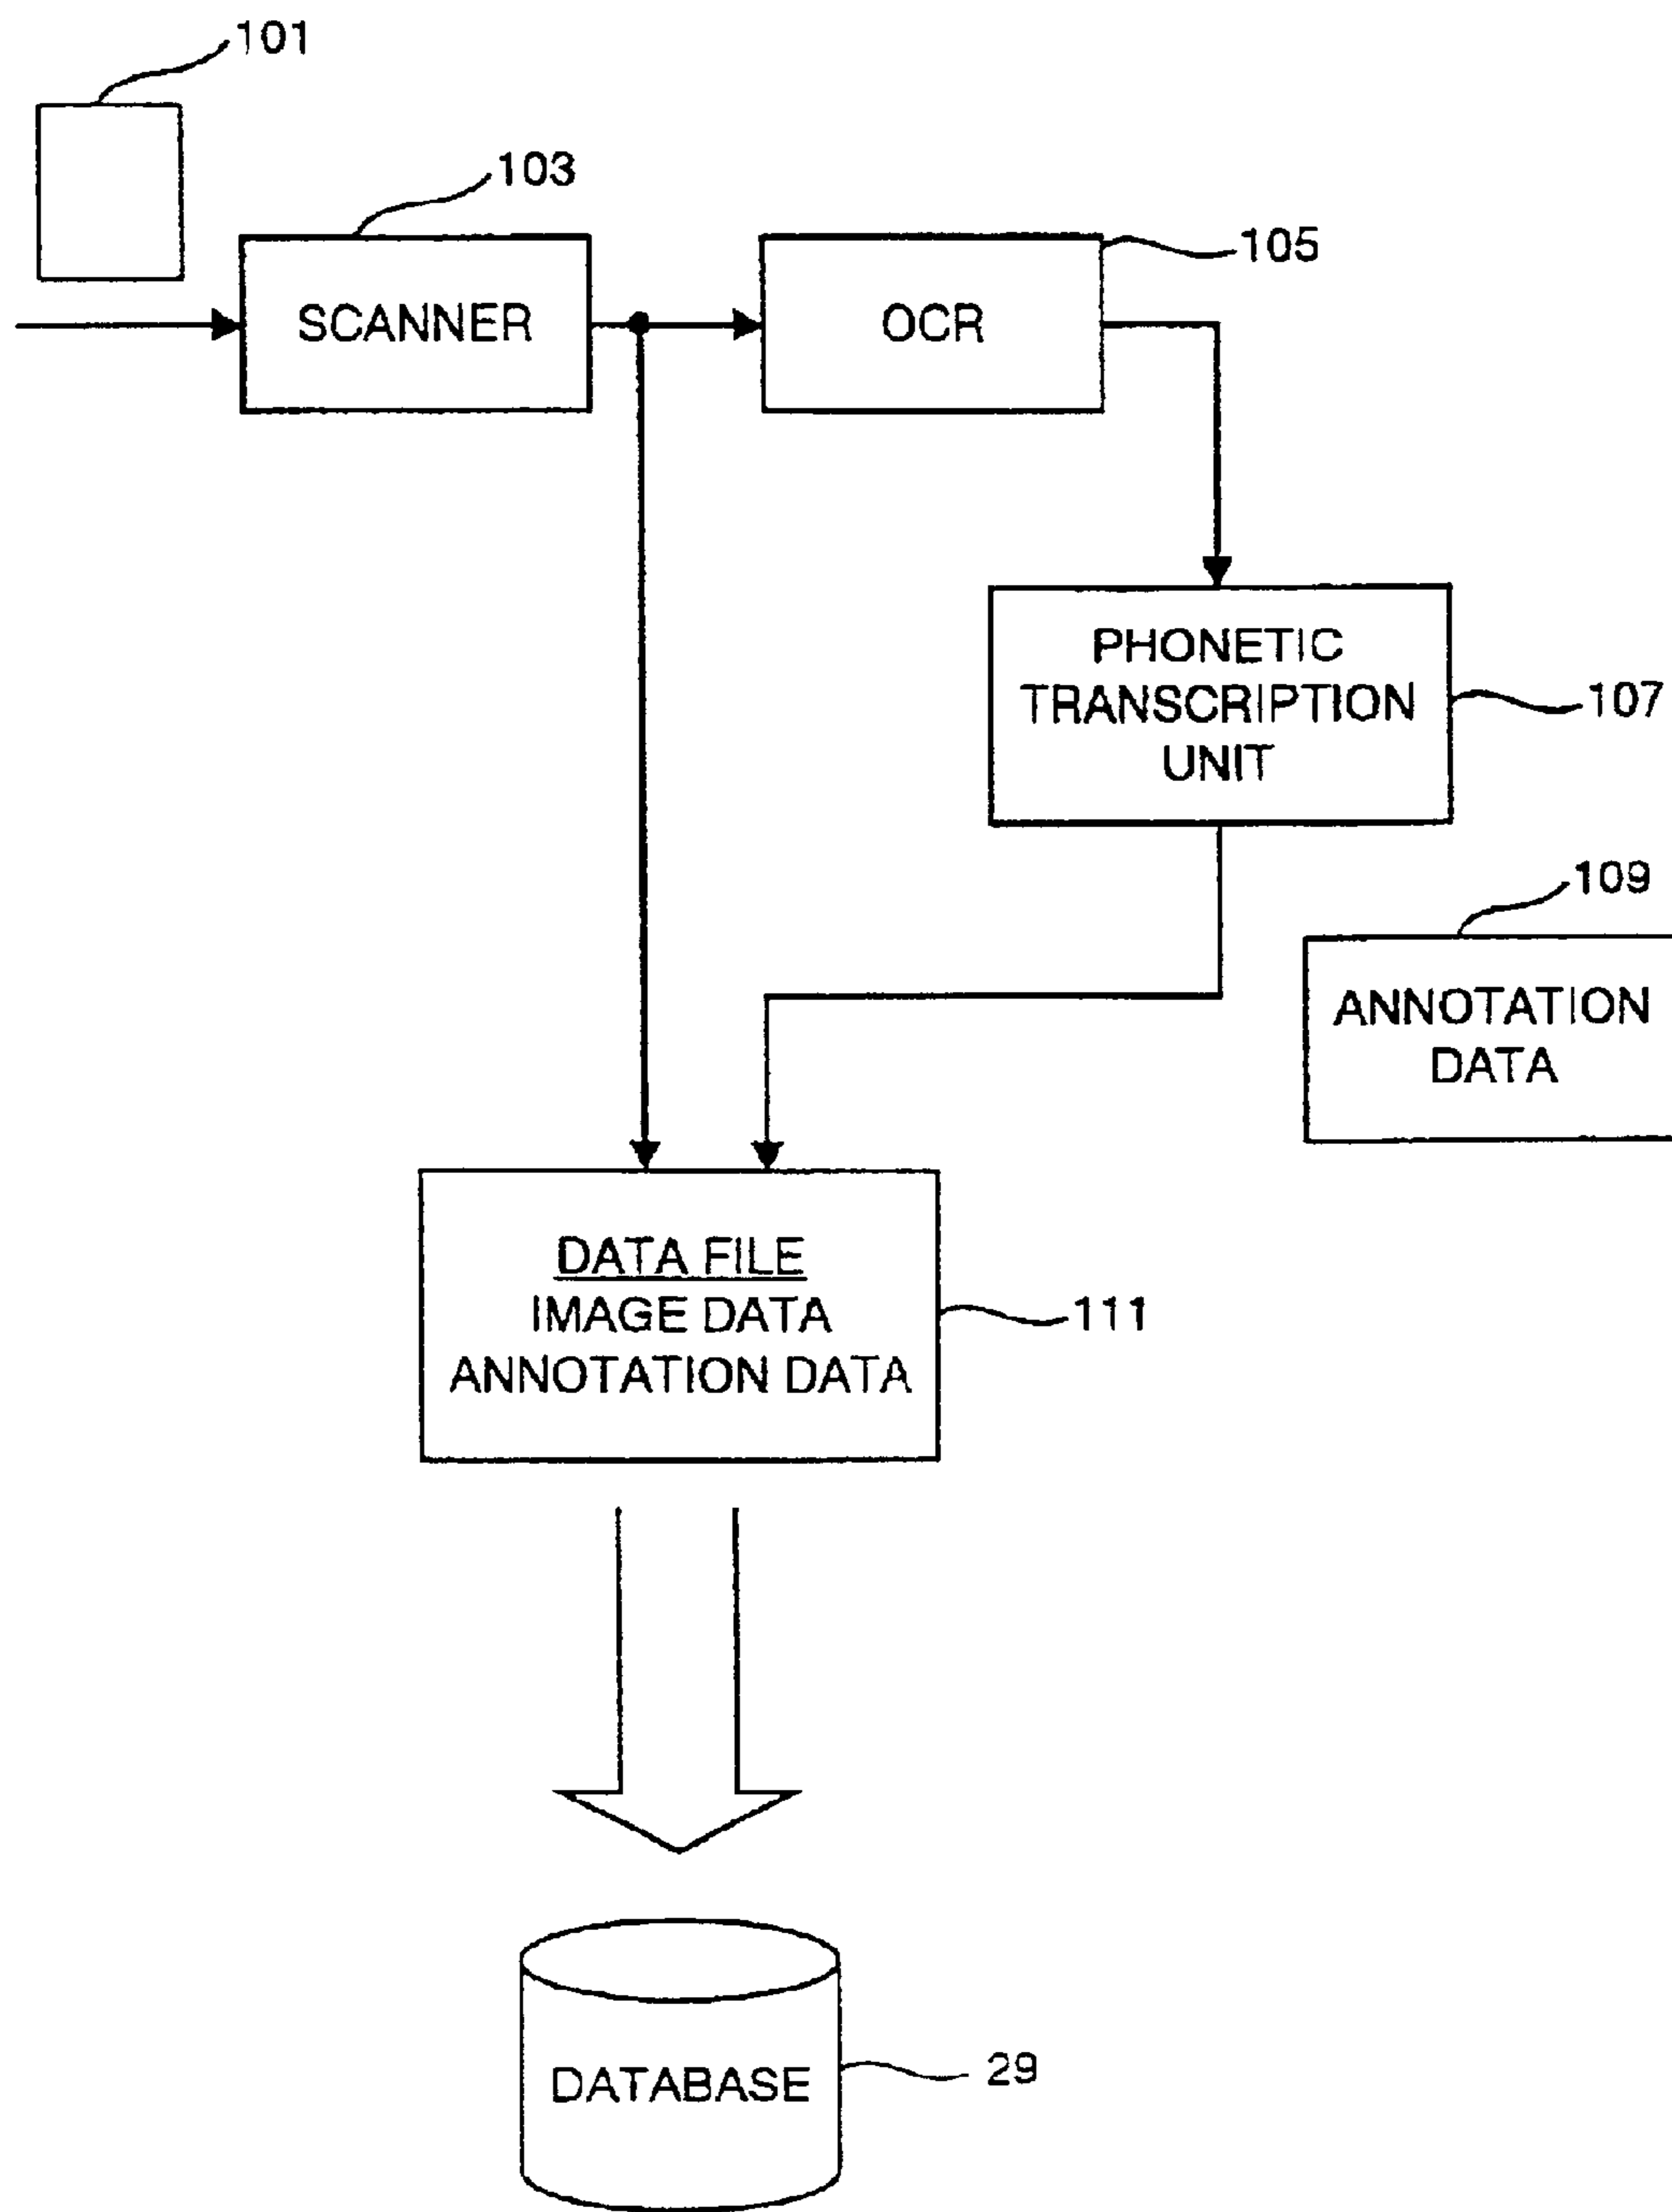 101
103
SCANNER
OCR
105
PHONETIC
TRANSCRIPTION
UNIT
107
109
ANNOTATION
DATA
DATA FILE
IMAGE DATA
ANNOTATION DATA
111
DATABASE
29